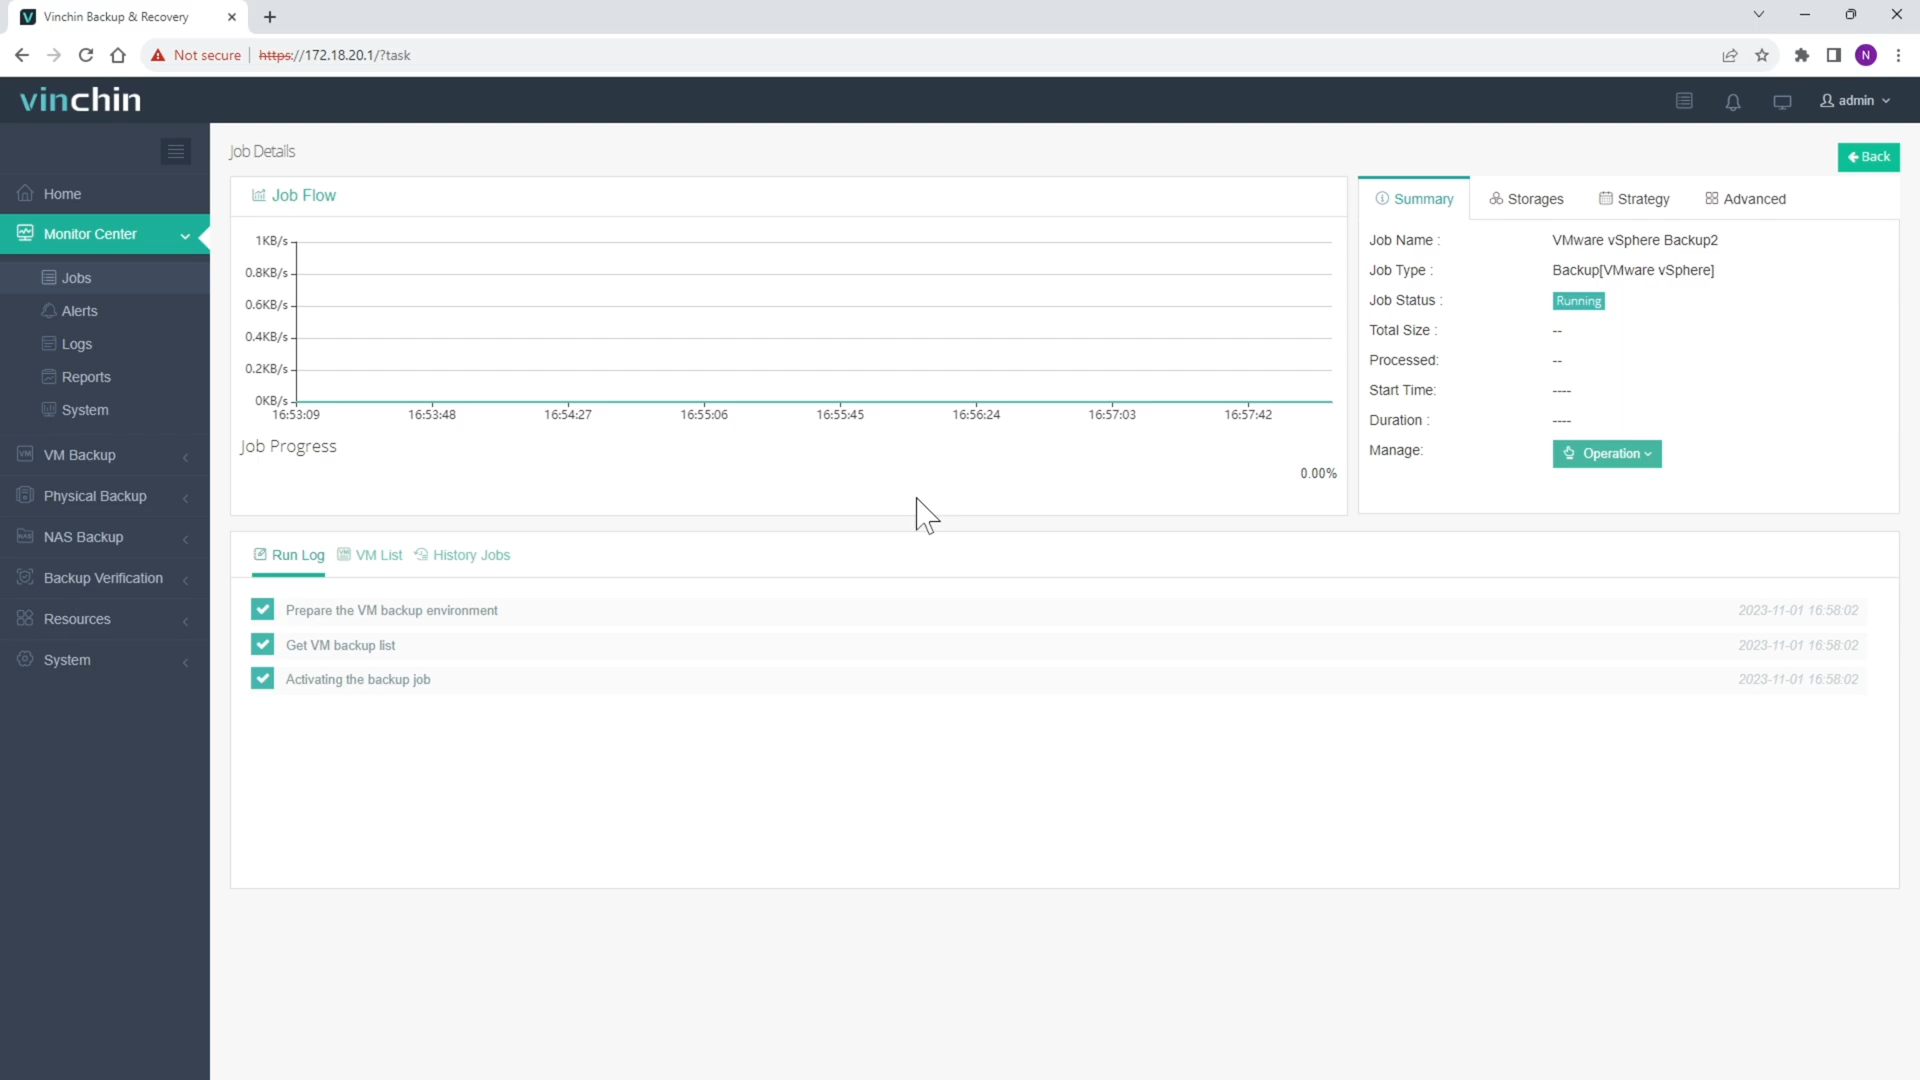 Vinchin Backup & Recovery
Not secure
https://172.18.20.1/?task
N
vinchin
admin
Home
Monitor Center
Jobs
Alerts
Logs
Reports
System
VM Backup
Physical Backup
NAS Backup
Backup Verification
Resources
System
Job Details
Back
Job Flow
1KB/s
0.8KB/s
0.6KB/s
0.4KB/s
0.2KB/s
0KB/s
16:53:09 16:53:48 16:54:27 16:55:06 16:55:45 16:56:24 16:57:03 16:57:42
Job Progress
0.00%
Summary Storages Strategy Advanced
Job Name : VMware vSphere Backup2
Job Type : Backup[VMware vSphere]
Job Status : Running
Total Size : --
Processed: --
Start Time: ----
Duration : ----
Manage: Operation
Run Log VM List History Jobs
Prepare the VM backup environment 2023-11-01 16:58:02
Get VM backup list 2023-11-01 16:58:02
Activating the backup job 2023-11-01 16:58:02